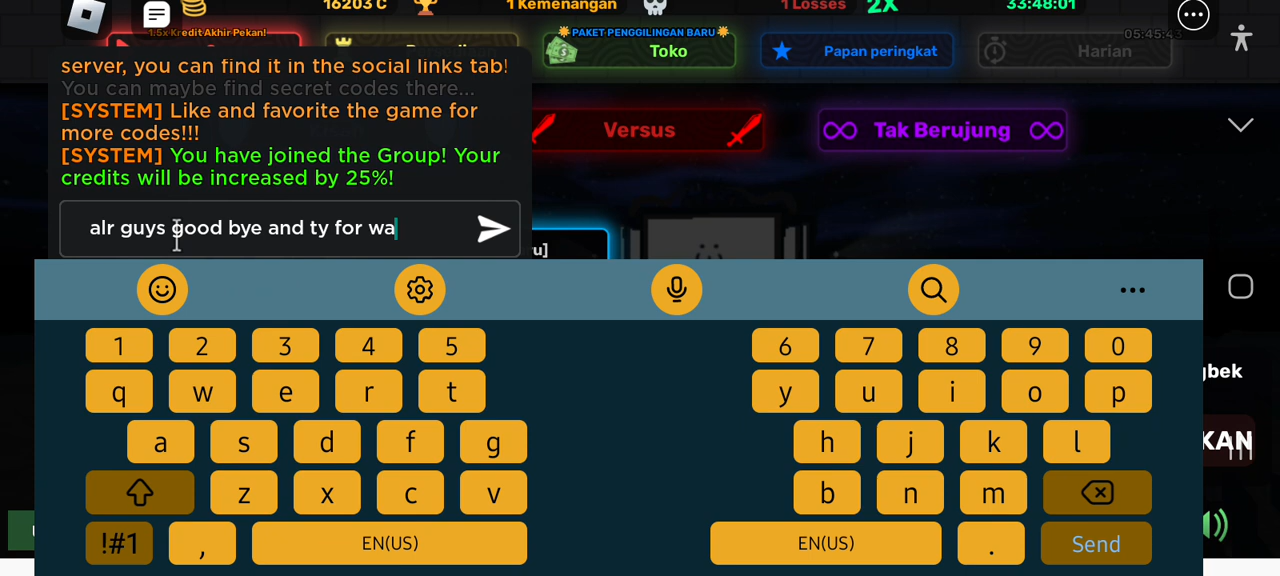 16203 C
1 Kemenangan
1 Losses
2X
33:48:01
1.5x Kredit Akhir Pekan!
☀PAKET PENGGILINGAN BARU☀
05:45:43
Toko
Papan peringkat
Harian
server, you can find it in the social links tab!
You can maybe find secret codes there...
[SYSTEM] Like and favorite the game for
more codes!!!
[SYSTEM] You have joined the Group! Your
credits will be increased by 25%!
Versus
Tak Berujung
alr guys good bye and ty for wa
ru]
1 2 3 4 5 6 7 8 9 0
gbek
q w e r t y u i o p
a s d f g h j k l
KAN
z x c v b n m
!#1 , EN(US) EN(US) . Send